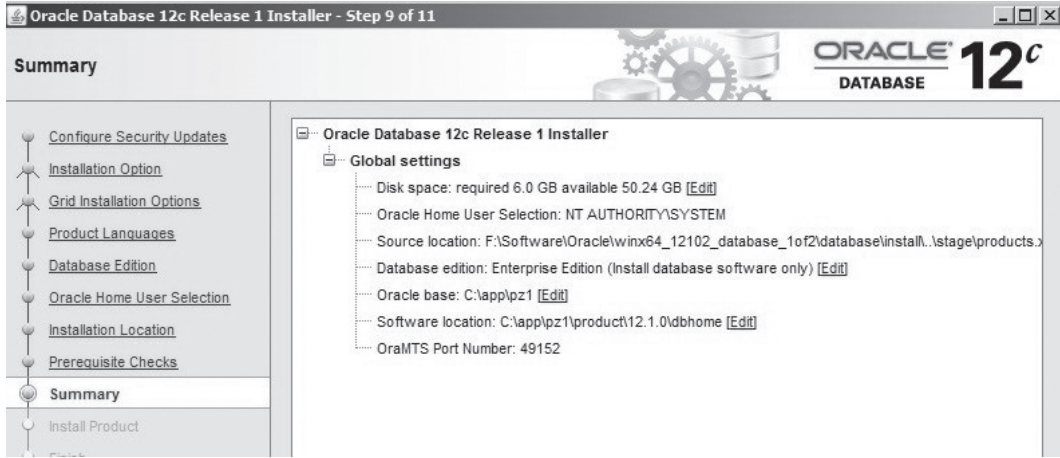 Oracle Database 12c Release 1 Installer - Step 9 of 11
Summary
ORACLE
DATABASE
12c
Configure Security Updates
Installation Option
Grid Installation Options
Product Languages
Database Edition
Oracle Home User Selection
Installation Location
Prerequisite Checks
Summary
Install Product
Finish
Oracle Database 12c Release 1 Installer
Global settings
Disk space: required 6.0 GB available 50.24 GB [Edit]
Oracle Home User Selection: NT AUTHORITY\SYSTEM
Source location: F:\Software\Oracle\winx64_12102_database_1of2\database\install\..\stage\products.x
Database edition: Enterprise Edition (Install database software only) [Edit]
Oracle base: C:\app\pz1 [Edit]
Software location: C:\app\pz1\product\12.1.0\dbhome [Edit]
OraMTS Port Number: 49152